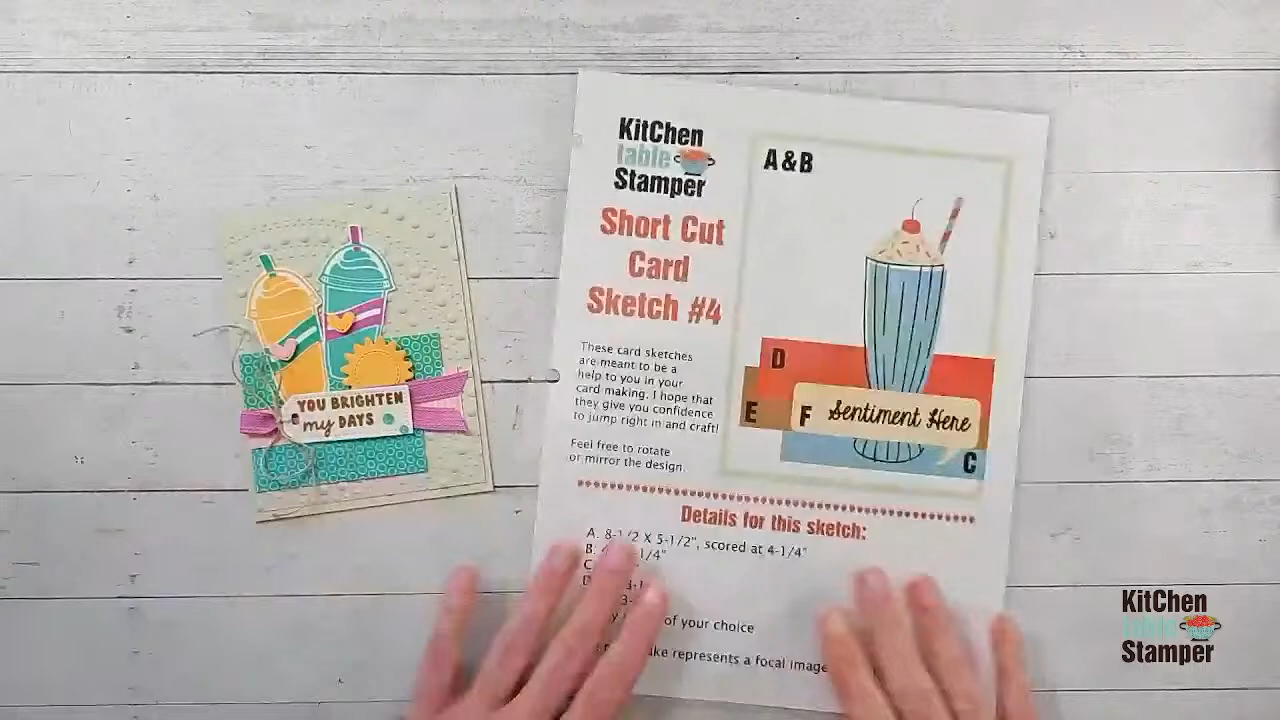 YOU BRIGHTEN
my DAYS
KitChen
table
Stamper
Short Cut
Card
Sketch #4
These card sketches
are meant to be a
help to you in your
card making. I hope that
they give you confidence
to jump right in and craft!
Feel free to rotate
or mirror the design.
A & B
D
E
F Sentiment Here
C
Details for this sketch:
A. 8-1/2 X 5-1/2", scored at 4-1/4"
B. 1/4"
C
D
3-
of your choice
represents a focal image
KitChen
table
Stamper